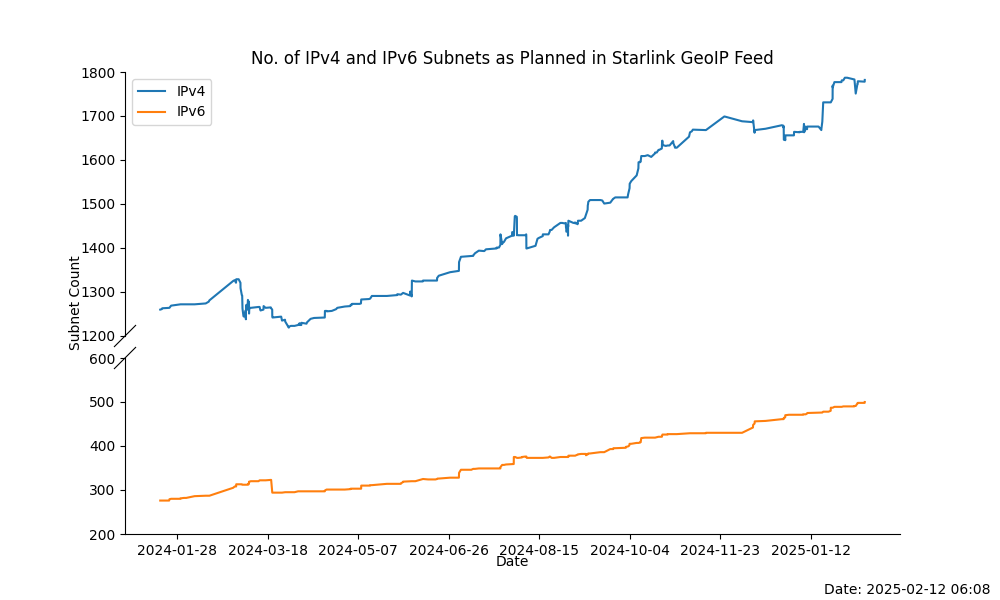 No. of IPv4 and IPv6 Subnets as Planned in Starlink GeoIP Feed
IPv4
IPv6
Subnet Count
1800
1700
1600
1500
1400
1300
1200
600
500
400
300
200
2024-01-28 2024-03-18 2024-05-07 2024-06-26 2024-08-15 2024-10-04 2024-11-23 2025-01-12
Date
Date: 2025-02-12 06:08